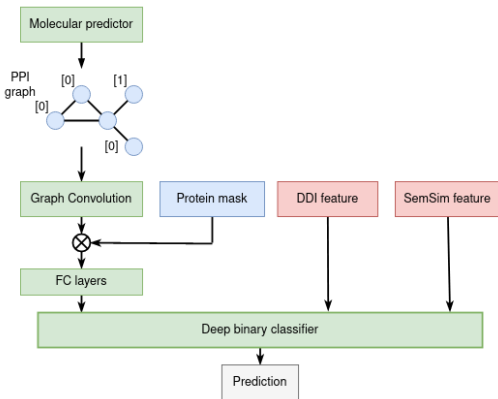 Molecular predictor
PPI
graph
[0]
[1]
[0]
[0]
Graph Convolution
Protein mask
DDI feature
SemSim feature
FC layers
Deep binary classifier
Prediction